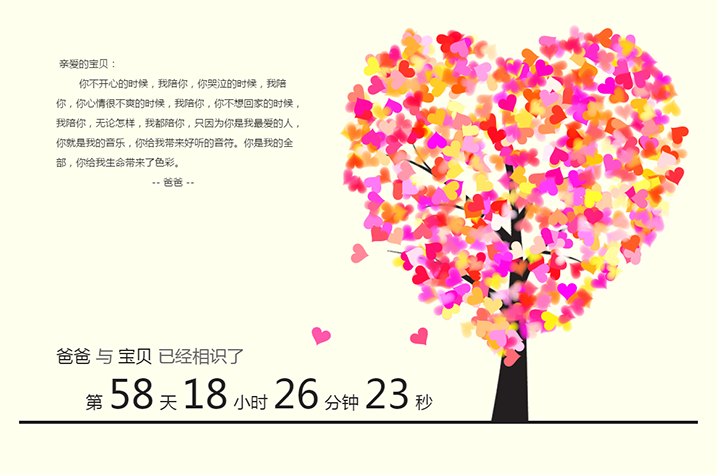 亲爱的宝贝：
你不开心的时候，我陪你，你哭泣的时候，我陪
你，你心情很不爽的时候，我陪你，你不想回家的时候，
我陪你，无论怎样，我都陪你，只因为你是我最爱的人，
你就是我的音乐，你给我带来好听的音符。你是我的全
部，你给我生命带来了色彩。
-- 爸爸 --
爸爸 与 宝贝 已经相识了
第 58 天 18 小时 26 分钟 23 秒